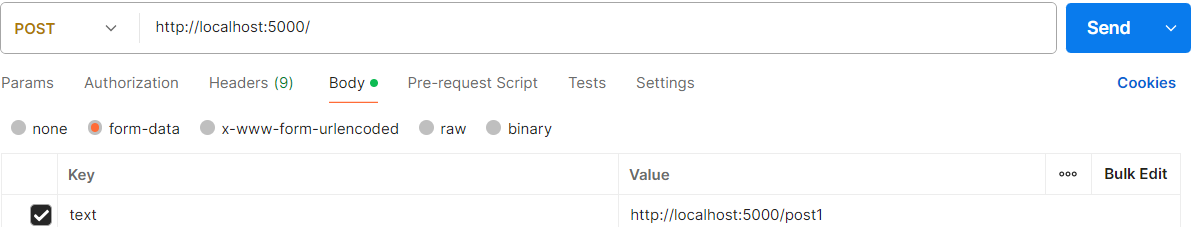 POST http://localhost:5000/ Send
Params Authorization Headers (9) Body Pre-request Script Tests Settings Cookies
none form-data x-www-form-urlencoded raw binary
Key Value ooo Bulk Edit
text http://localhost:5000/post1